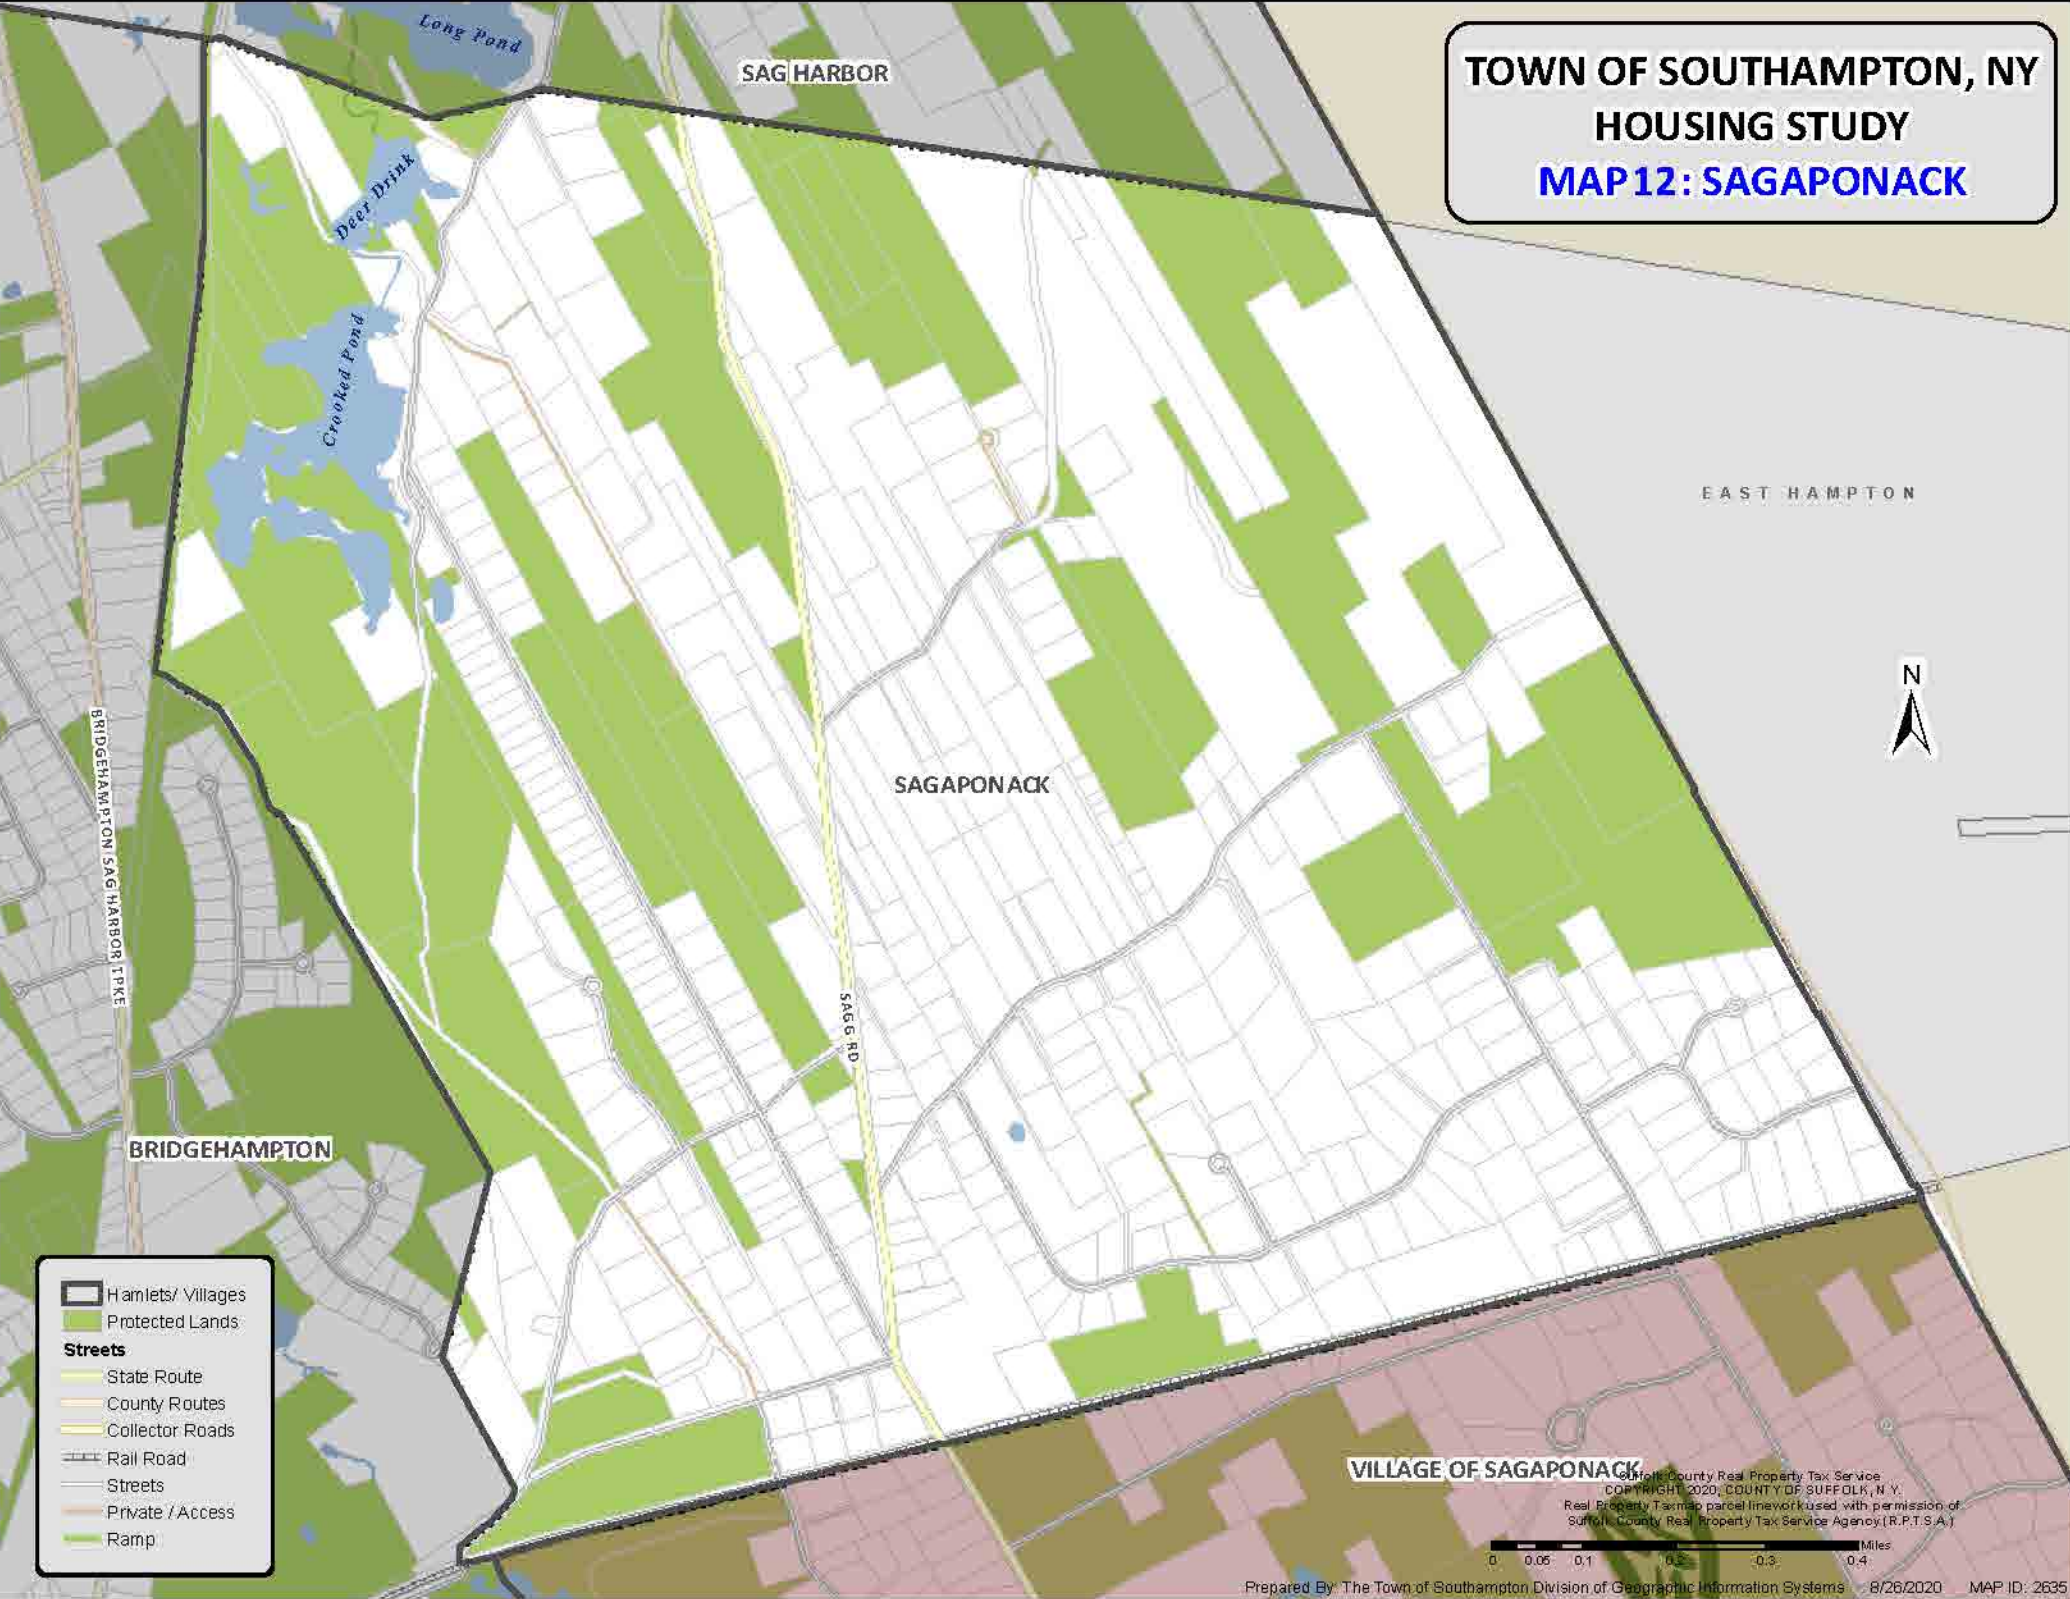 TOWN OF SOUTHAMPTON, NY
HOUSING STUDY
MAP 12: SAGAPONACK
Long Pond
SAG HARBOR
Deer Drink
Crooked Pond
EAST HAMPTON
N
SAGAPONACK
BRIDGEHAMPTON SAG HARBOR TPKE
SAGG RD
BRIDGEHAMPTON
Hamlets/ Villages
Protected Lands
Streets
State Route
County Routes
Collector Roads
Rail Road
Streets
Private / Access
Ramp
VILLAGE OF SAGAPONACK
Suffolk County Real Property Tax Service
COPYRIGHT 2020, COUNTY OF SUFFOLK, N.Y.
Real Property Taxmap parcel linework used with permission of
Suffolk County Real Property Tax Service Agency (R.P.T.S.A.)
Miles
0 0.05 0.1 0.2 0.3 0.4
Prepared By: The Town of Southampton Division of Geographic Information Systems 8/26/2020 MAP ID: 2635